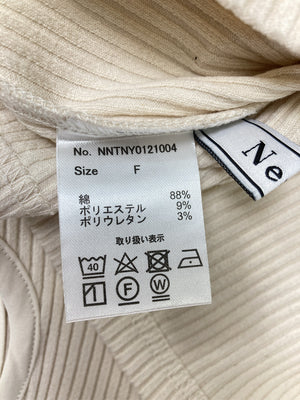 No. NNTNY0121004
Size F
綿 88%
ポリエステル 9%
ポリウレタン 3%
取り扱い表示
40
F W
Ne